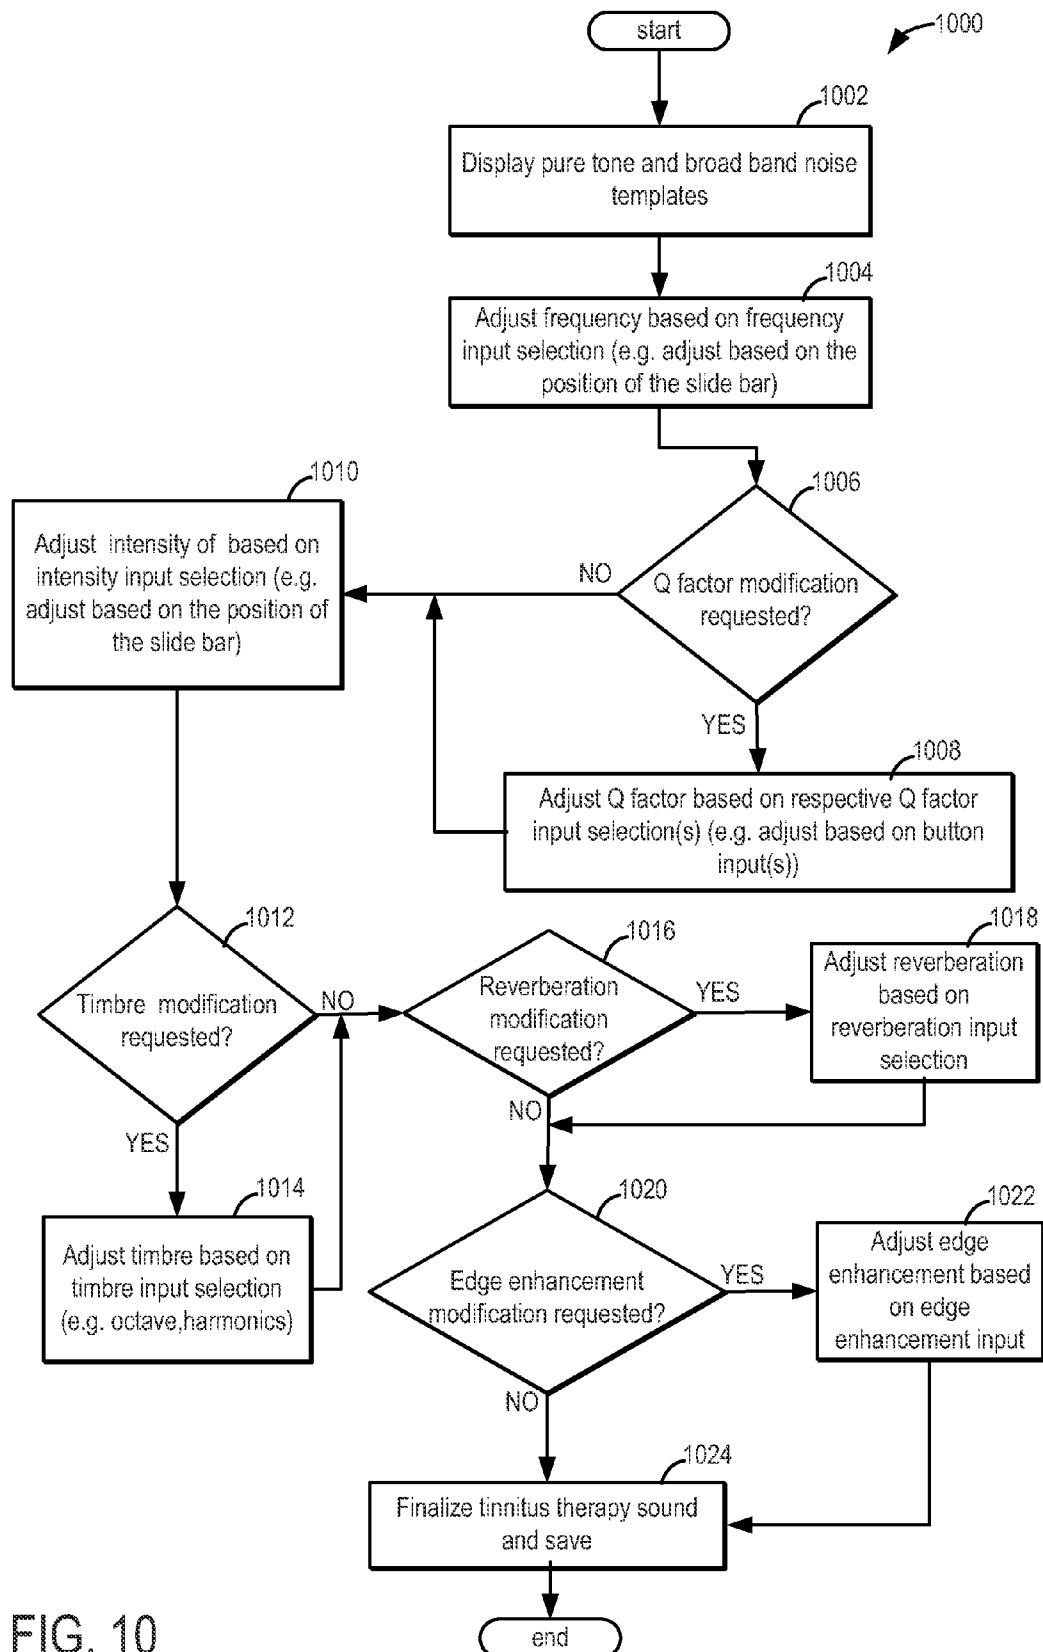 start
1000
1002
Display pure tone and broad band noise
templates
1004
Adjust frequency based on frequency
input selection (e.g. adjust based on the
position of the slide bar)
1006
Q factor modification
requested?
NO
YES
1010
Adjust intensity of based on
intensity input selection (e.g.
adjust based on the position of
the slide bar)
1008
Adjust Q factor based on respective Q factor
input selection(s) (e.g. adjust based on button
input(s))
1012
Timbre modification
requested?
NO
YES
1014
Adjust timbre based on
timbre input selection
(e.g. octave,harmonics)
1016
Reverberation
modification
requested?
YES
NO
1018
Adjust reverberation
based on
reverberation input
selection
1020
Edge enhancement
modification requested?
YES
NO
1022
Adjust edge
enhancement based
on edge
enhancement input
1024
Finalize tinnitus therapy sound
and save
end
FIG. 10